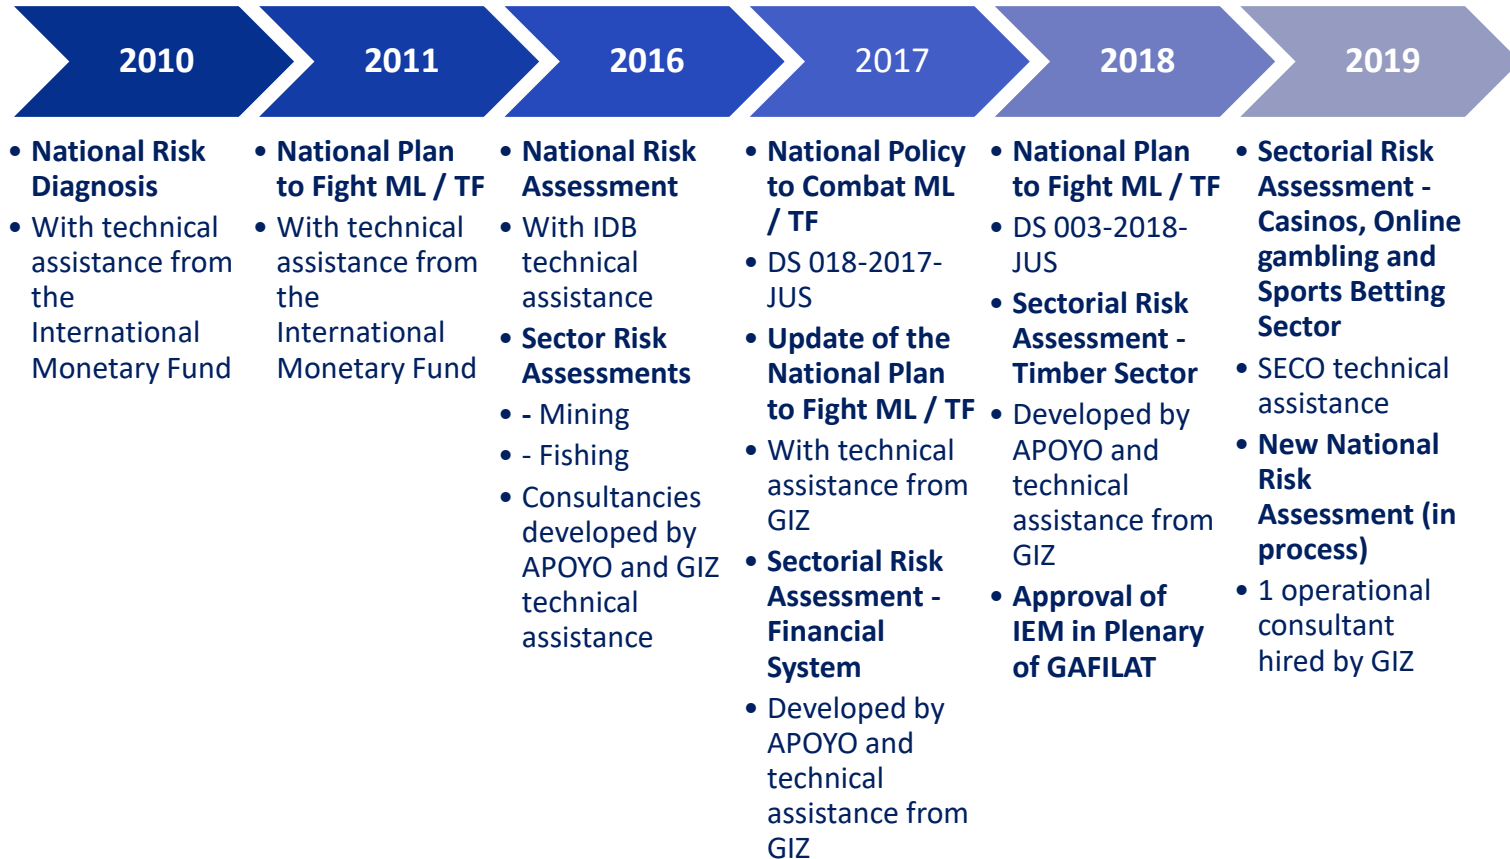 2010
2011
2016
2017
2018
2019
• National Risk
Diagnosis
• With technical
assistance from
the
International
Monetary Fund
• National Plan
to Fight ML / TF
• With technical
assistance from
the
International
Monetary Fund
• National Risk
Assessment
• With IDB
technical
assistance
• Sector Risk
Assessments
• - Mining
• - Fishing
• Consultancies
developed by
APOYO and GIZ
technical
assistance
• National Policy
to Combat ML
/ TF
• DS 018-2017-
JUS
• Update of the
National Plan
to Fight ML / TF
• With technical
assistance from
GIZ
• Sectorial Risk
Assessment -
Financial
System
• Developed by
APOYO and
technical
assistance from
GIZ
• National Plan
to Fight ML / TF
• DS 003-2018-
JUS
• Sectorial Risk
Assessment -
Timber Sector
• Developed by
APOYO and
technical
assistance from
GIZ
• Approval of
IEM in Plenary
of GAFILAT
• Sectorial Risk
Assessment -
Casinos, Online
gambling and
Sports Betting
Sector
• SECO technical
assistance
• New National
Risk
Assessment (in
process)
• 1 operational
consultant
hired by GIZ